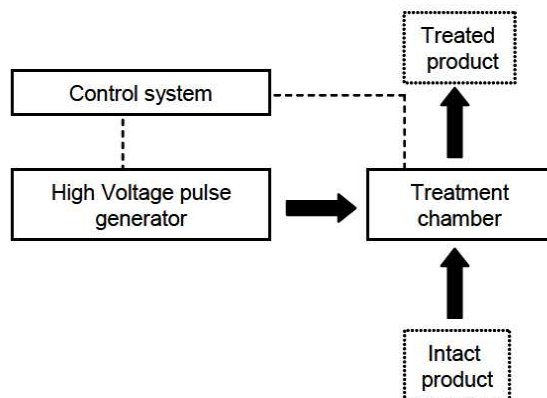 Treated
product
Control system
High Voltage pulse
generator
Treatment
chamber
Intact
product